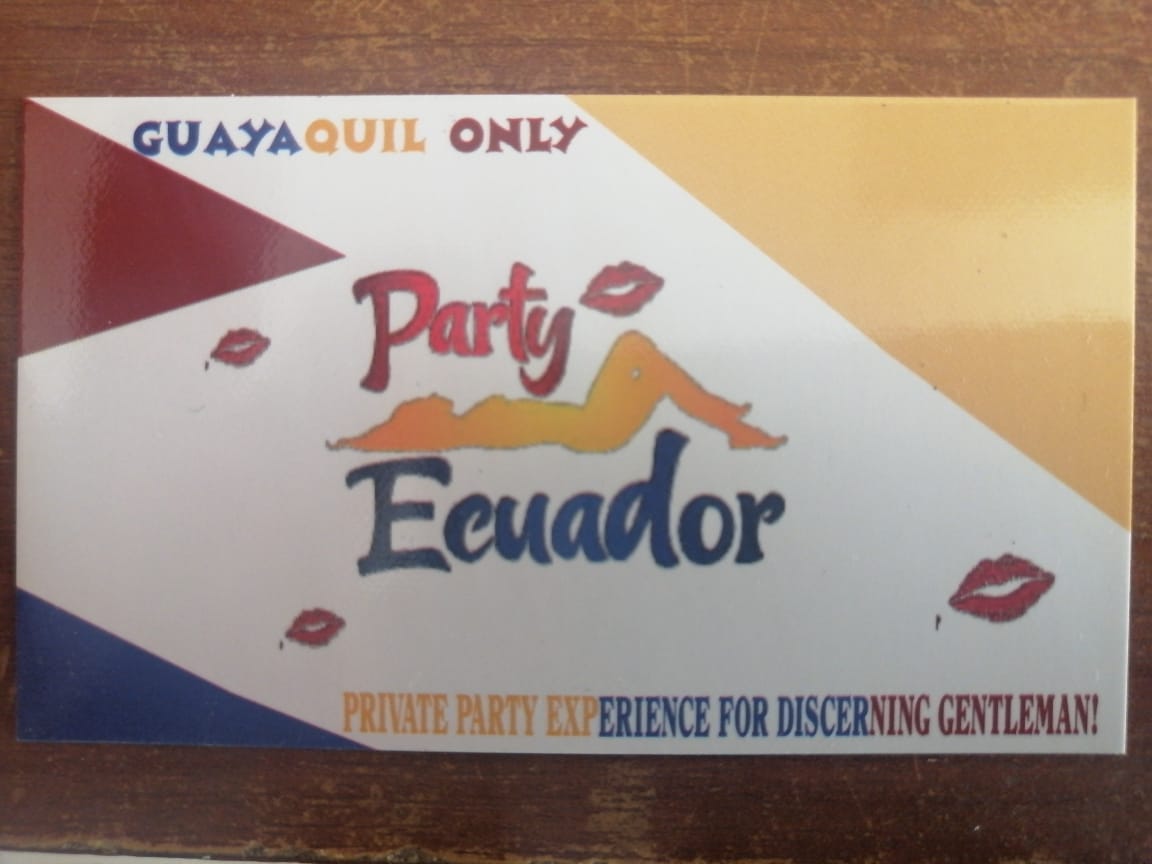 GUAYAQUIL ONLY
Party
Ecuador
PRIVATE PARTY EXPERIENCE FOR DISCERNING GENTLEMAN!